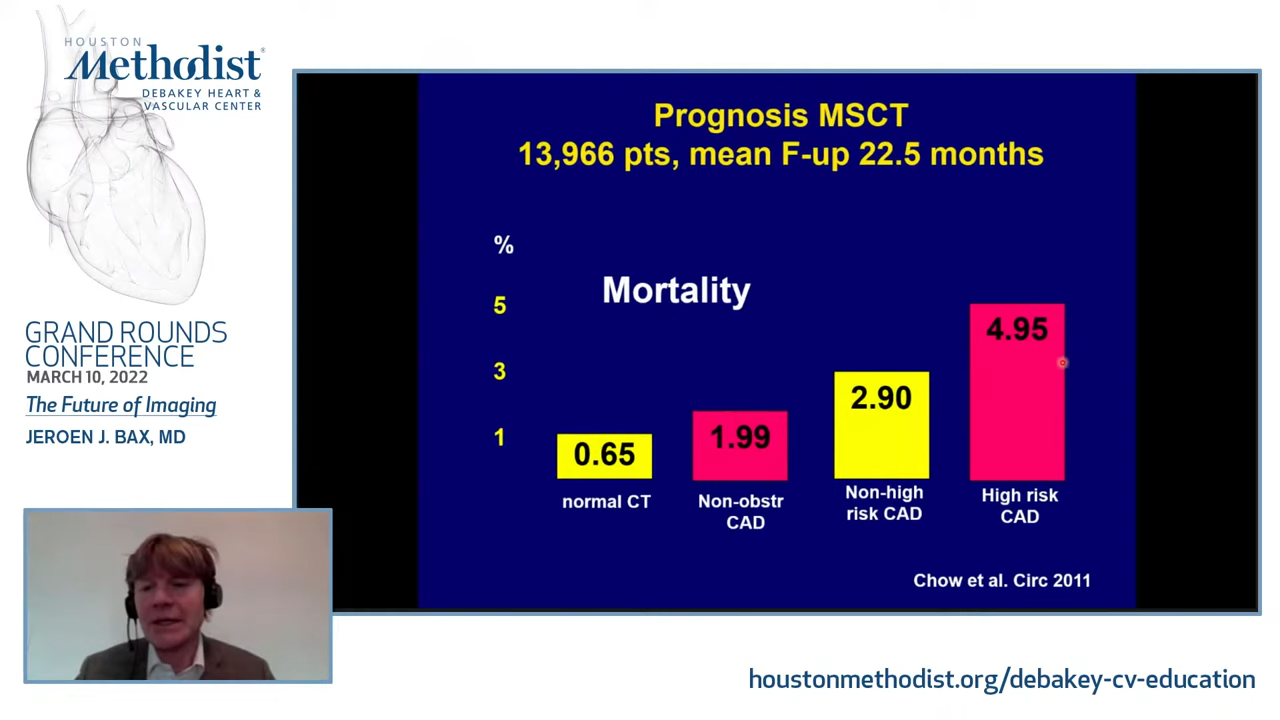 HOUSTON
Methodist®
DEBAKEY HEART &
VASCULAR CENTER
GRAND ROUNDS
CONFERENCE
MARCH 10, 2022
The Future of Imaging
JEROEN J. BAX, MD
Prognosis MSCT
13,966 pts, mean F-up 22.5 months
%
Mortality
5
3
1
0.65
1.99
2.90
4.95
normal CT
Non-obstr
CAD
Non-high
risk CAD
High risk
CAD
Chow et al. Circ 2011
houstonmethodist.org/debakey-cv-education